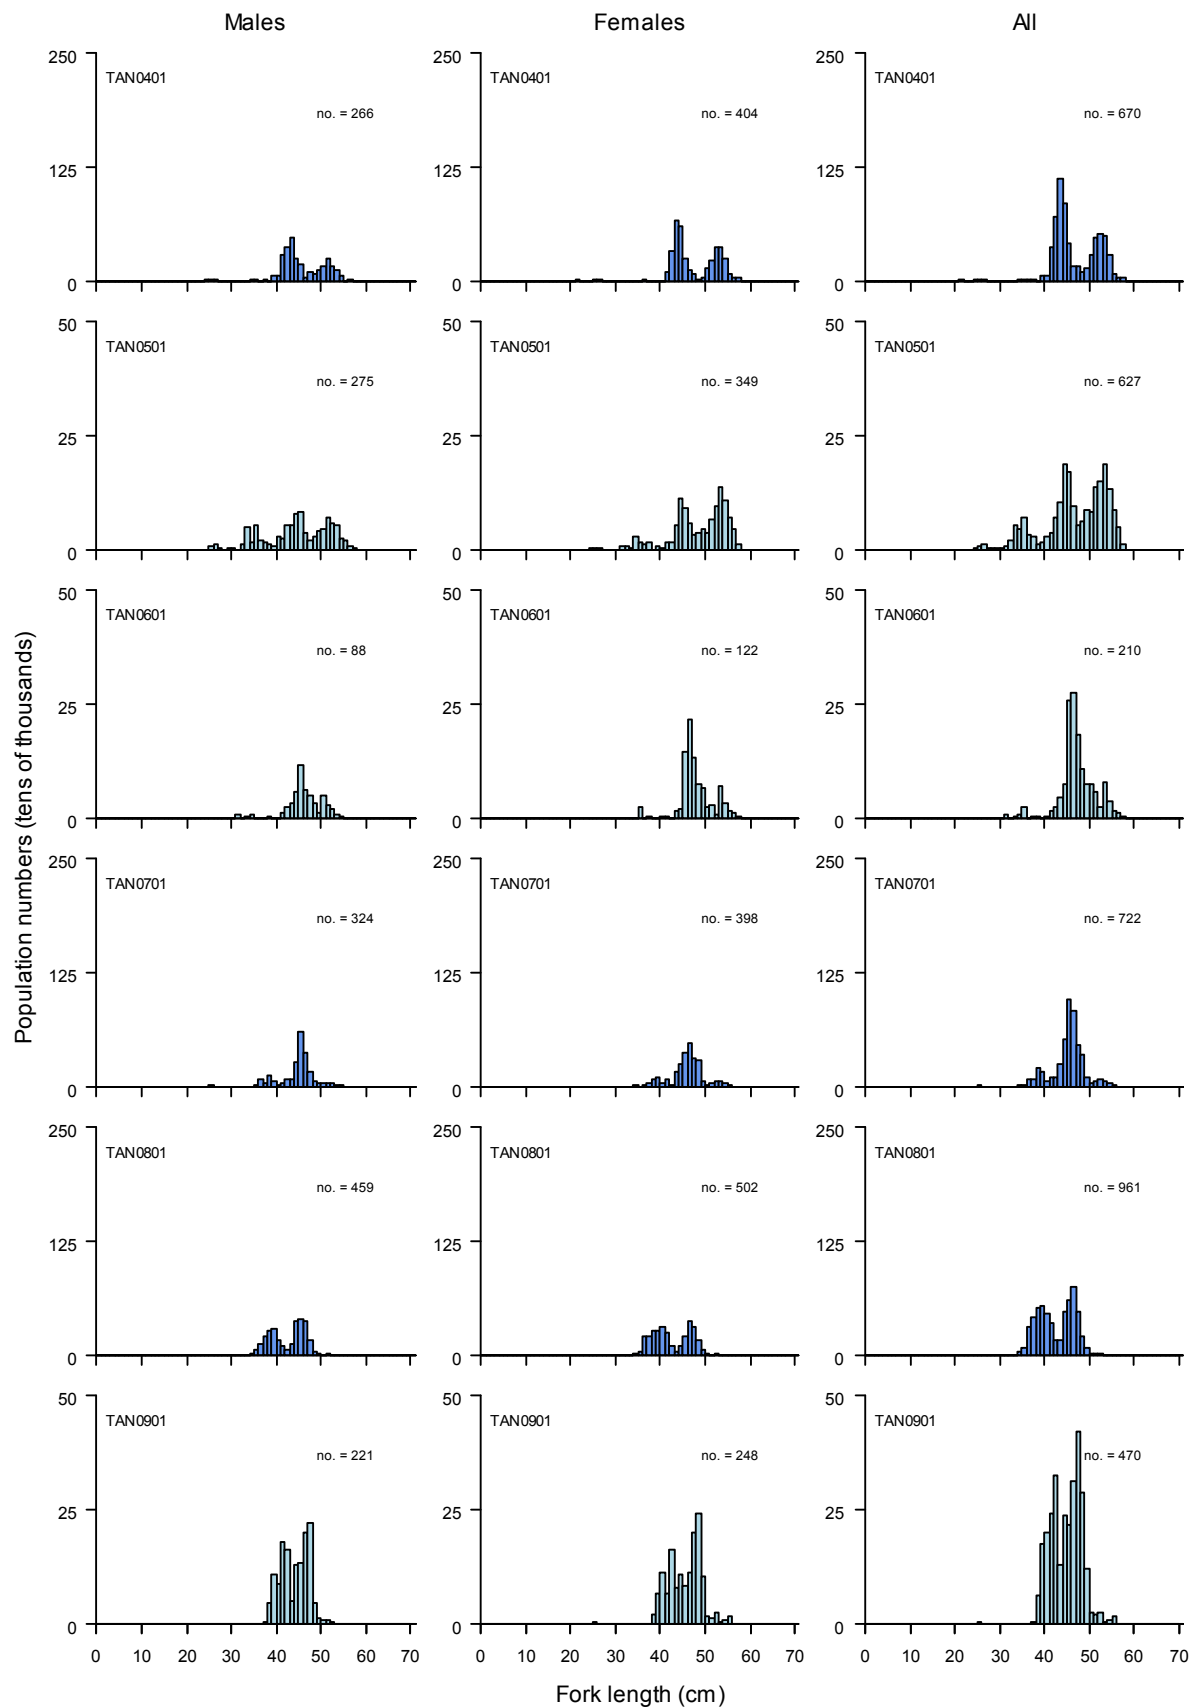 Males Females All
250 250 250
TAN0401 TAN0401 TAN0401
no. = 266 no. = 404 no. = 670
125 125 125
0 0 0
50 50 50
TAN0501 TAN0501 TAN0501
no. = 275 no. = 349 no. = 627
25 25 25
0 0 0
50 50 50
TAN0601 TAN0601 TAN0601
no. = 88 no. = 122 no. = 210
25 25 25
0 0 0
Population numbers (tens of thousands)
250 250 250
TAN0701 TAN0701 TAN0701
no. = 324 no. = 398 no. = 722
125 125 125
0 0 0
250 250 250
TAN0801 TAN0801 TAN0801
no. = 459 no. = 502 no. = 961
125 125 125
0 0 0
50 50 50
TAN0901 TAN0901 TAN0901
no. = 221 no. = 248 no. = 470
25 25 25
0 0 0
0 10 20 30 40 50 60 70 0 10 20 30 40 50 60 70 0 10 20 30 40 50 60 70
Fork length (cm)